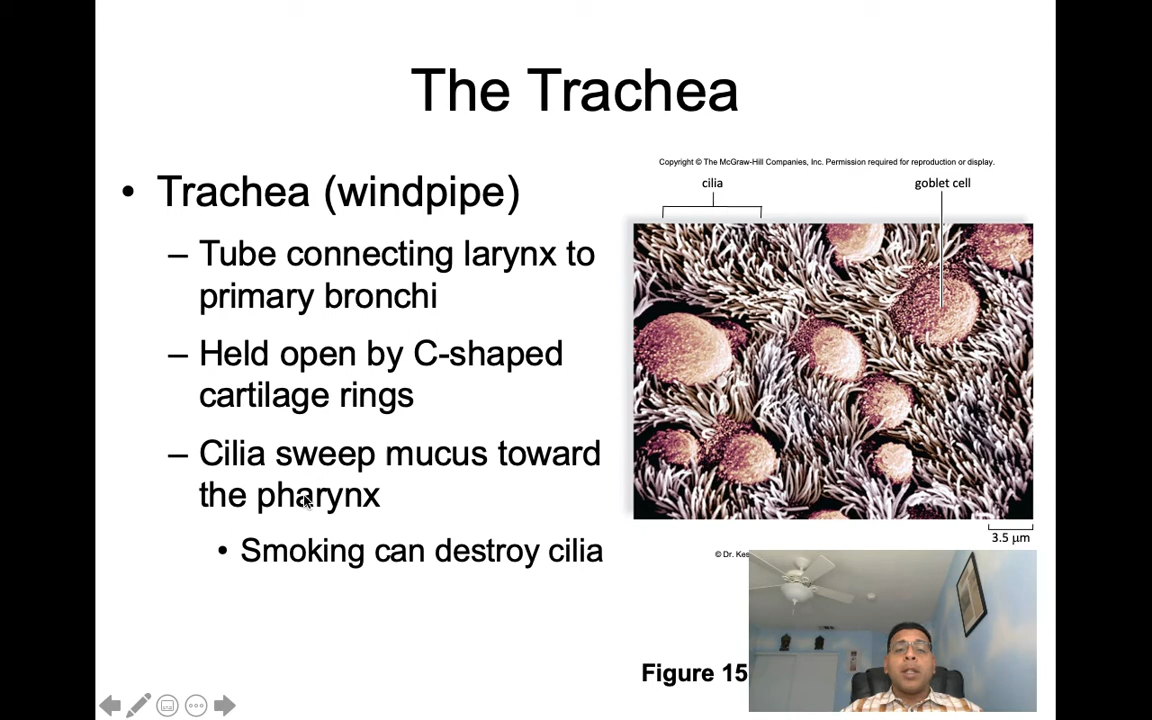 The Trachea
Copyright © The McGraw-Hill Companies, Inc. Permission required for reproduction or display.
• Trachea (windpipe)
cilia
goblet cell
– Tube connecting larynx to
primary bronchi
– Held open by C-shaped
cartilage rings
– Cilia sweep mucus toward
the pharynx
• Smoking can destroy cilia
3.5 µm
© Dr. Kes
Figure 15